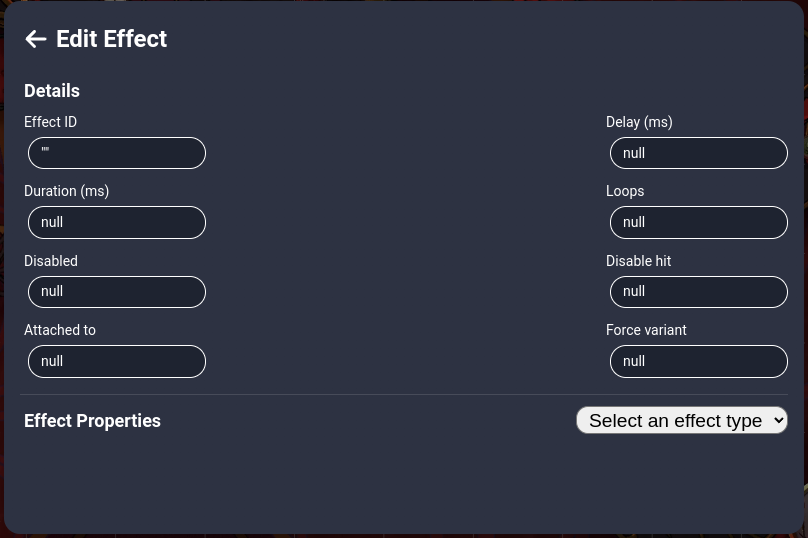 Edit Effect
Details
Effect ID
Delay (ms)
""
null
Duration (ms)
Loops
null
null
Disabled
Disable hit
null
null
Attached to
Force variant
null
null
Effect Properties
Select an effect type